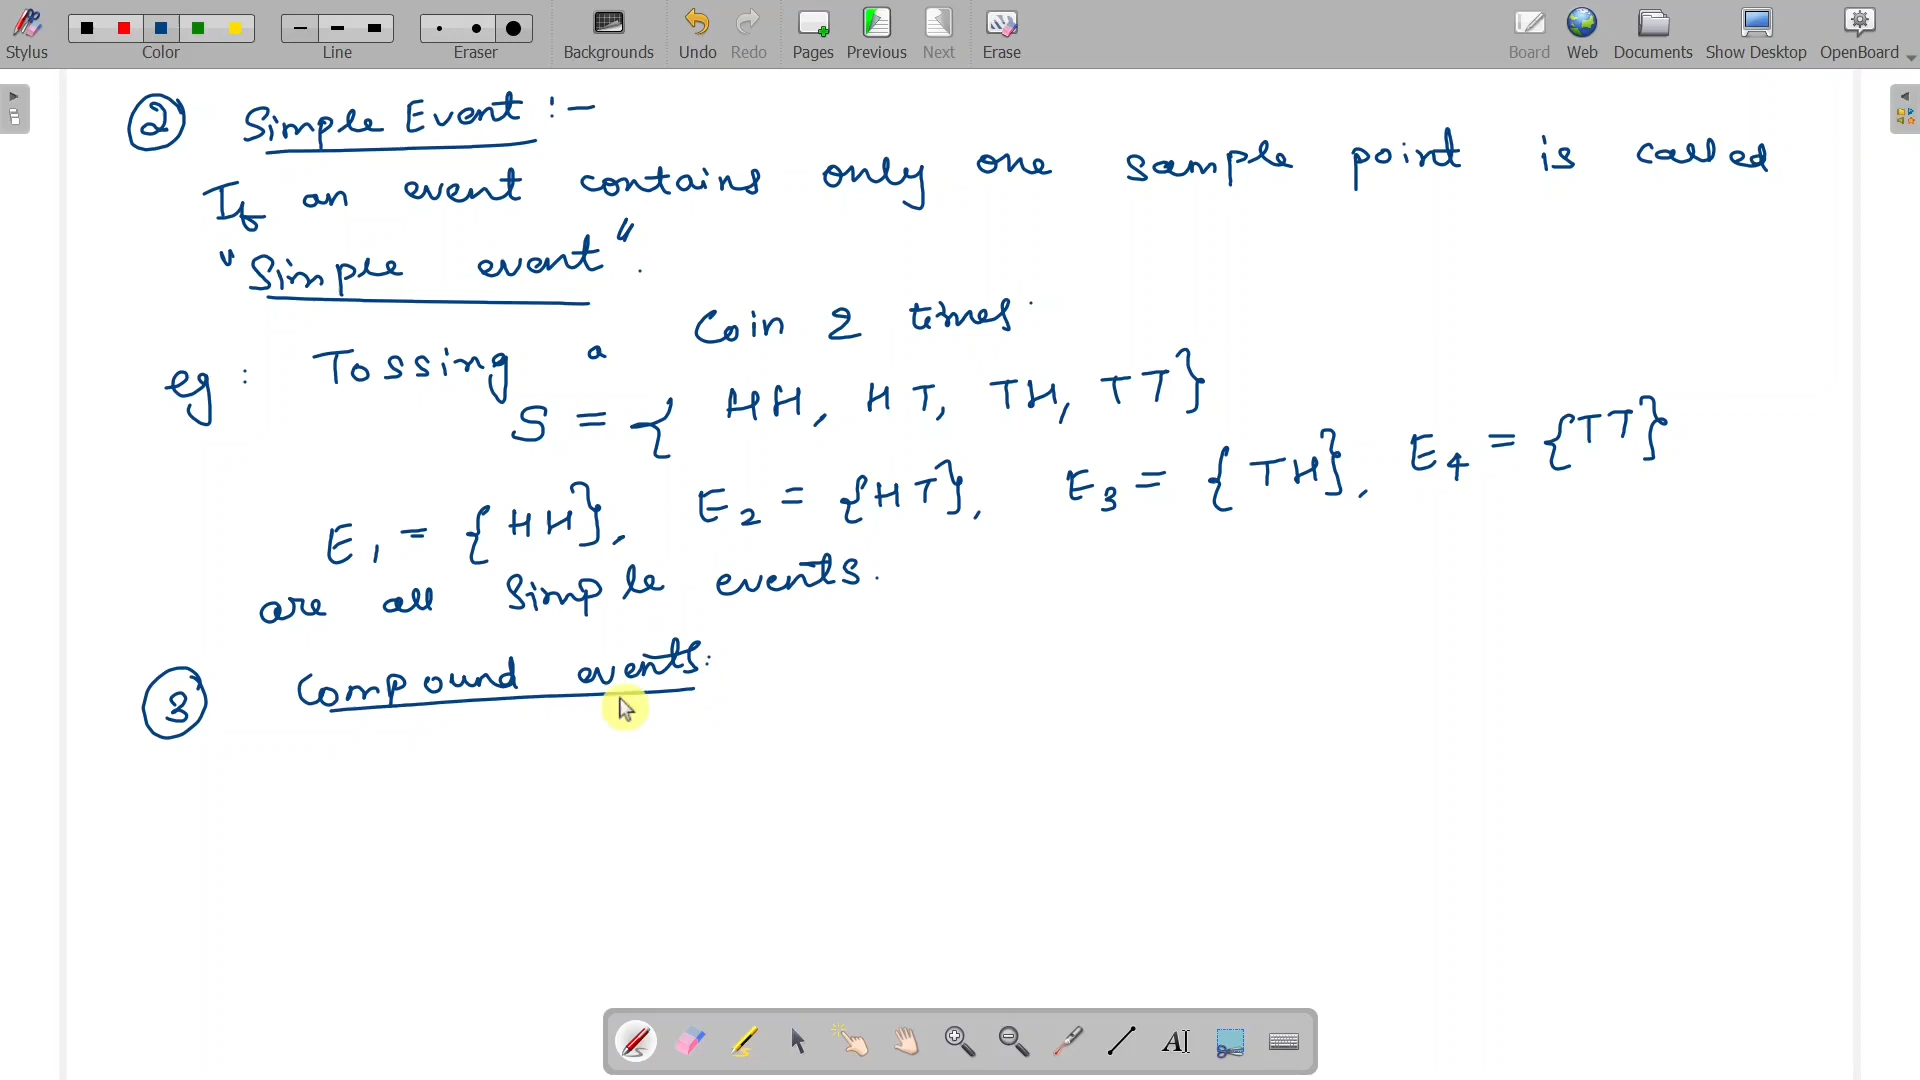 Stylus Color Line Eraser Backgrounds Undo Redo Pages Previous Next Erase Board Web Documents Show Desktop OpenBoard
② Simple Event :-
If an event contains only one sample point is called
"Simple event".
eg : Tossing a Coin 2 times.
S = { HH, HT, TH, TT}
E1 = {HH}, E2 = {HT}, E3 = {TH}, E4 = {TT}
are all Simple events.
③ Compound events: